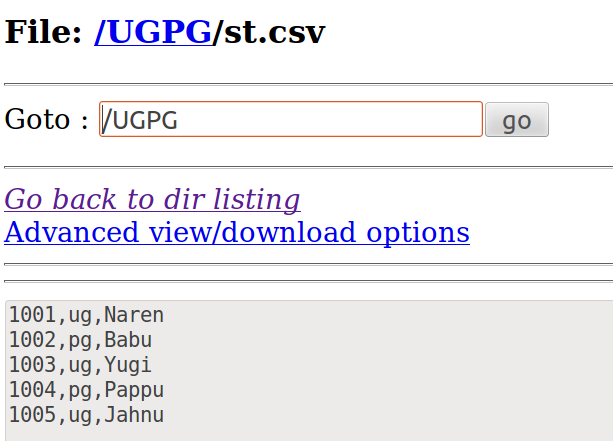 File: /UGPG/st.csv
Goto : /UGPG go
Go back to dir listing
Advanced view/download options
1001,ug,Naren
1002,pg,Babu
1003,ug,Yugi
1004,pg,Pappu
1005,ug,Jahnu